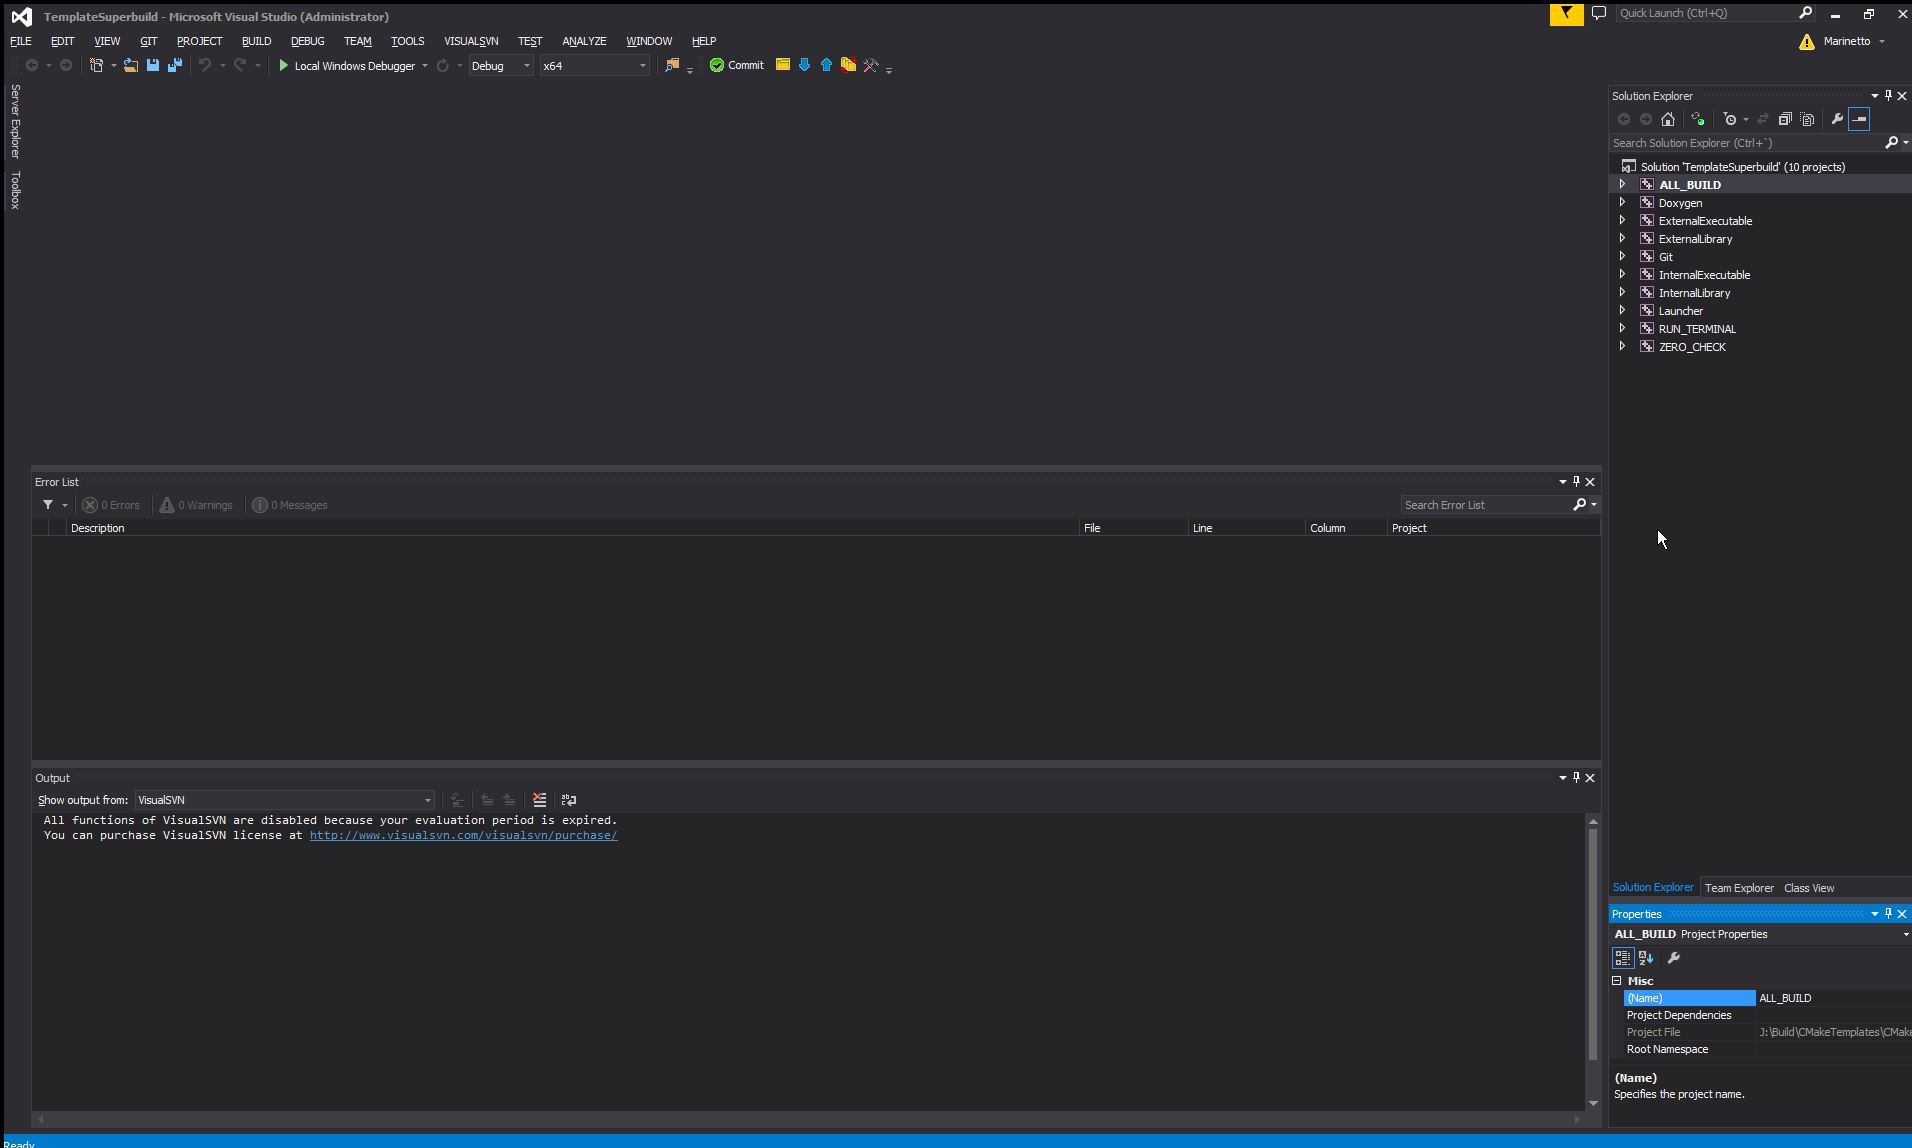 TemplateSuperbuild - Microsoft Visual Studio (Administrator)
Quick Launch (Ctrl+Q)
FILE EDIT VIEW GIT PROJECT BUILD DEBUG TEAM TOOLS VISUALSVN TEST ANALYZE WINDOW HELP
Marinetto
Local Windows Debugger Debug x64 Commit
Server Explorer
Toolbox
Solution Explorer
Search Solution Explorer (Ctrl+`)
Solution 'TemplateSuperbuild' (10 projects)
ALL_BUILD
Doxygen
ExternalExecutable
ExternalLibrary
Git
InternalExecutable
InternalLibrary
Launcher
RUN_TERMINAL
ZERO_CHECK
Error List
0 Errors 0 Warnings 0 Messages Search Error List
Description File Line Column Project
Output
Show output from: VisualSVN
All functions of VisualSVN are disabled because your evaluation period is expired.
You can purchase VisualSVN license at http://www.visualsvn.com/visualsvn/purchase/
Solution Explorer Team Explorer Class View
Properties
ALL_BUILD Project Properties
Misc
(Name) ALL_BUILD
Project Dependencies
Project File J:\Build\CMakeTemplates\CMake
Root Namespace
(Name)
Specifies the project name.
Ready